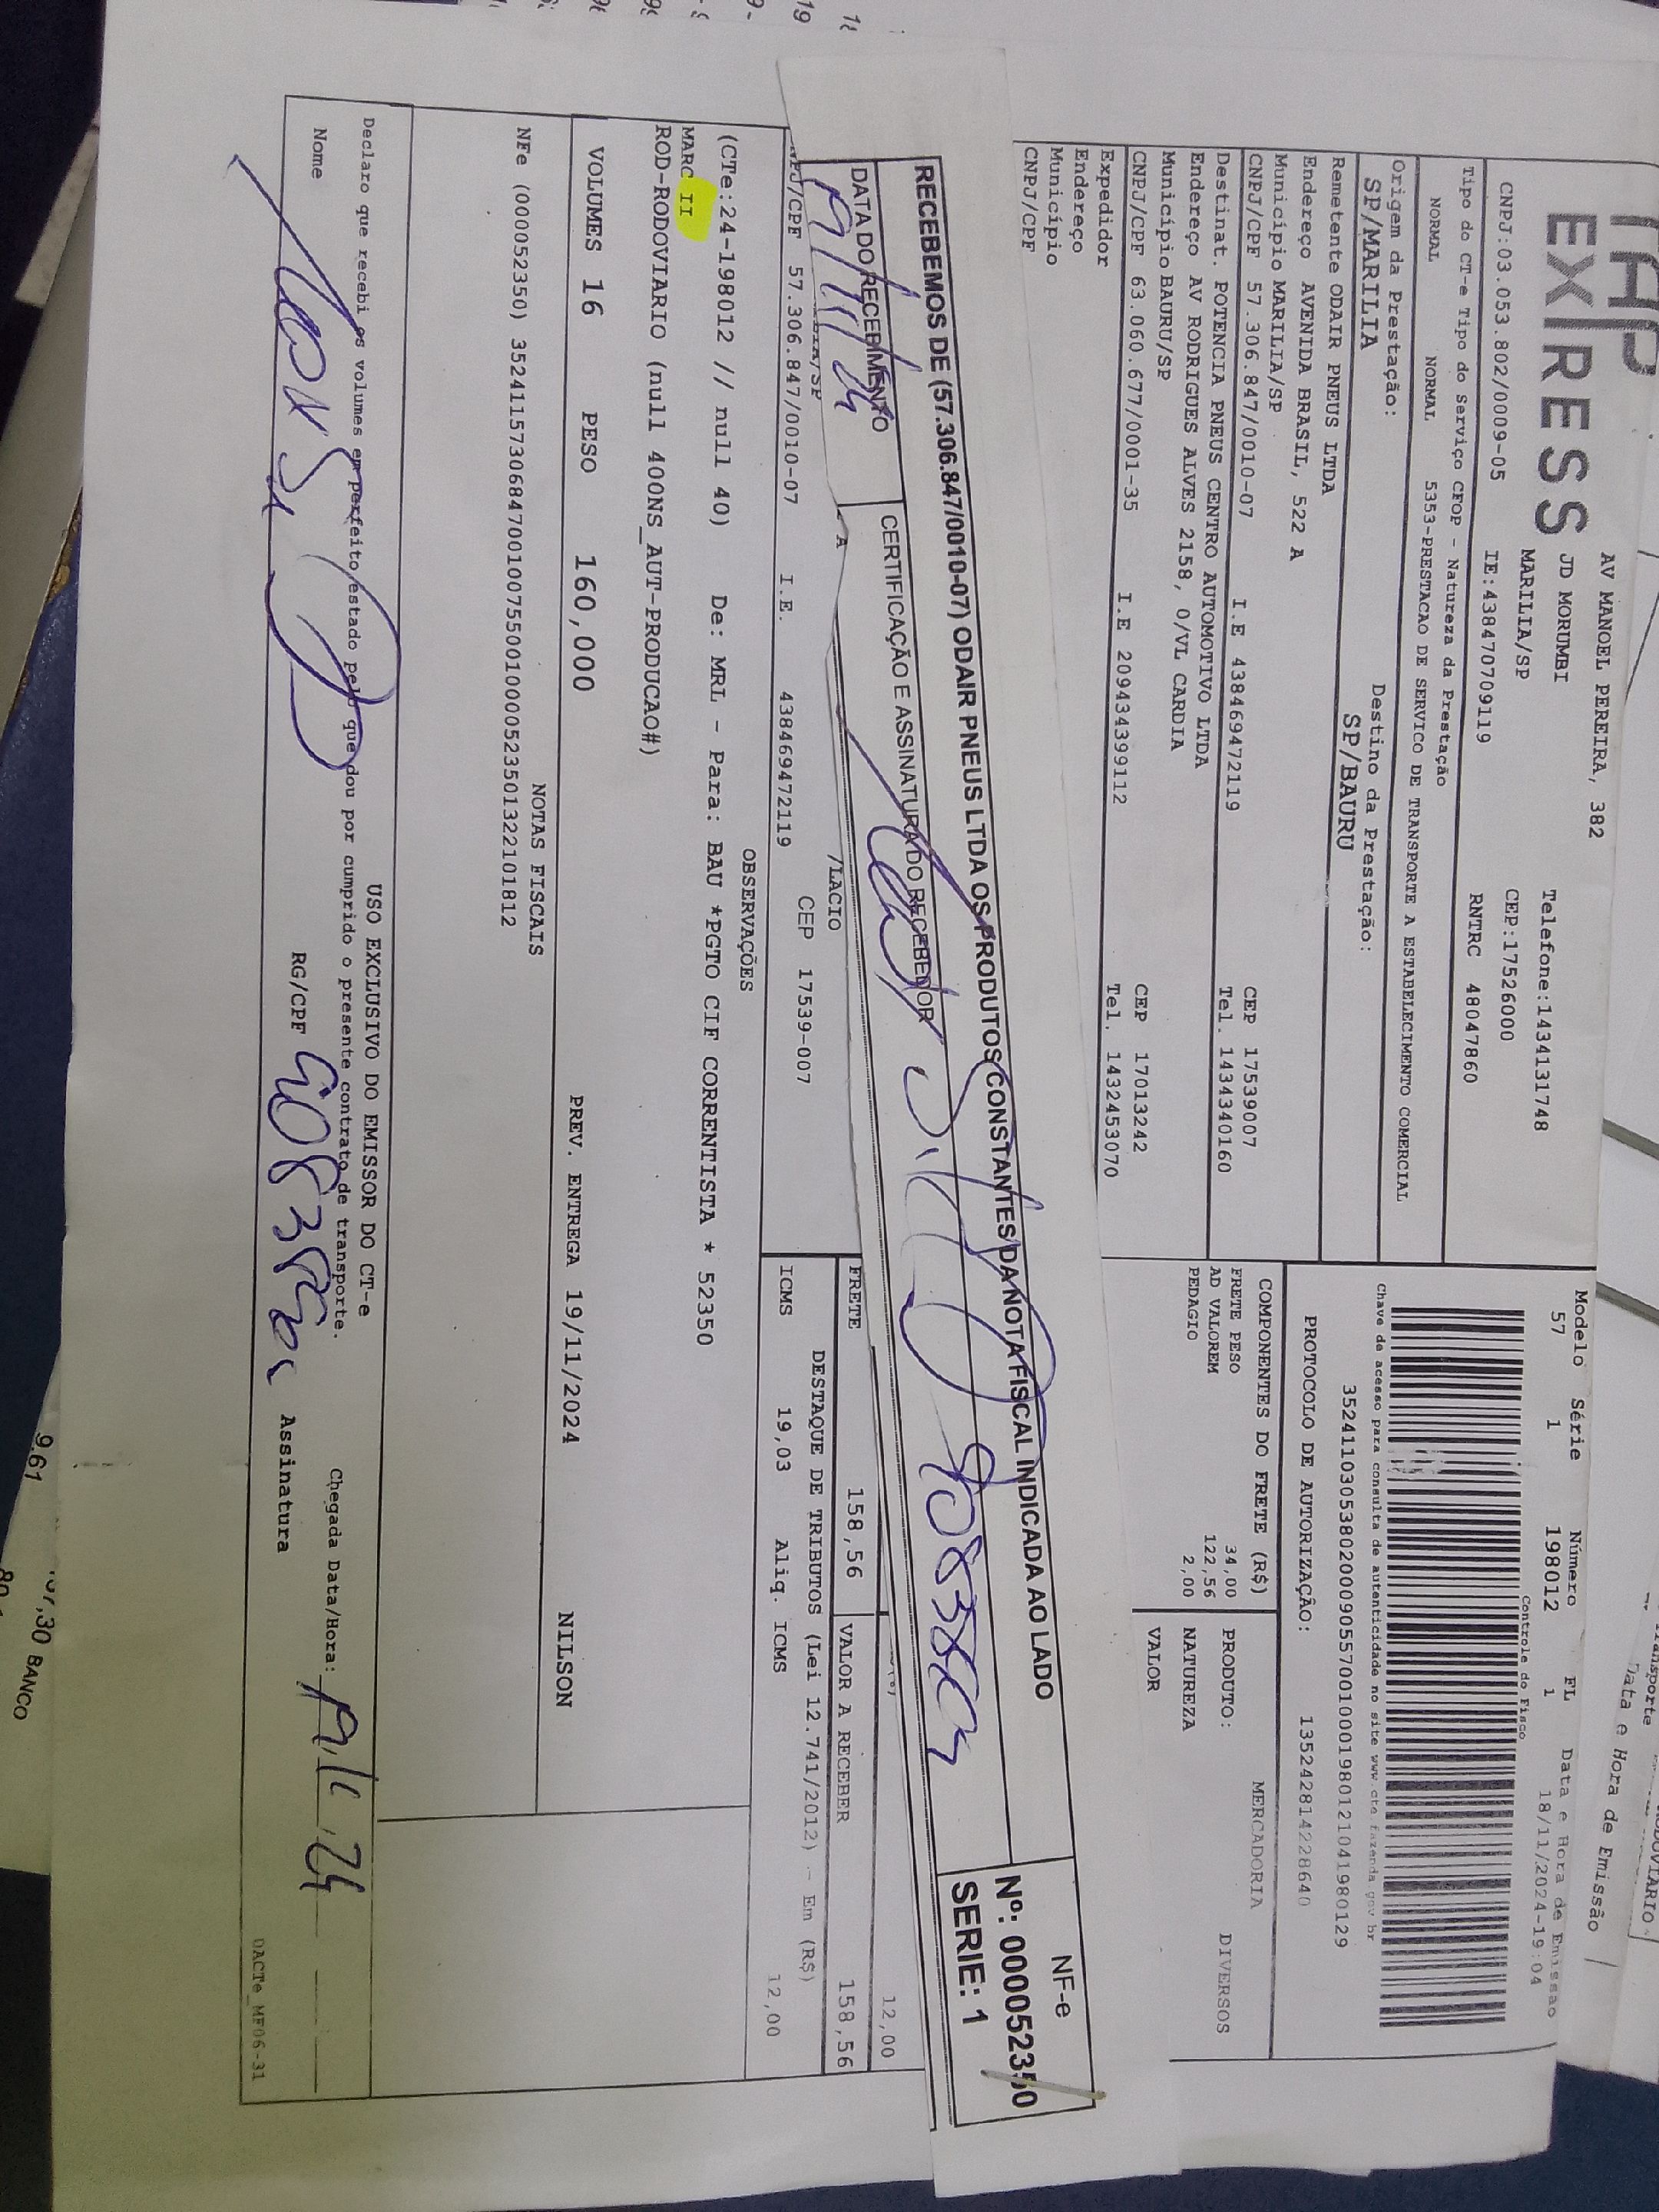 TAP
EXPRESS
AV MANOEL PEREIRA, 382
JD MORUMBI
MARILIA/SP
Telefone:1434131748
CEP:17526000
CNPJ:03.053.802/0009-05 IE:438470709119 RNTRC 48047860
Tipo do CT-e Tipo do Serviço CFOP - Natureza da Prestação
NORMAL NORMAL 5353-PRESTACAO DE SERVICO DE TRANSPORTE A ESTABELECIMENTO COMERCIAL
Origem da Prestação: Destino da Prestação:
SP/MARILIA SP/BAURU
Remetente ODAIR PNEUS LTDA
Endereço AVENIDA BRASIL, 522 A
Município MARILIA/SP CEP 17539007
CNPJ/CPF 57.306.847/0010-07 I.E 438469472119 Tel. 1434340160
Destinat. POTENCIA PNEUS CENTRO AUTOMOTIVO LTDA
Endereço AV RODRIGUES ALVES 2158, 0/VL CARDIA
Município BAURU/SP CEP 17013242
CNPJ/CPF 63.060.677/0001-35 I.E 209434399112 Tel. 1432453070
Expedidor
Endereço
Município
CNPJ/CPF
Modelo Série Número FL Data e Hora de Emissão
57 1 198012 1 18/11/2024-19:04
Controle do Fisco
Chave de acesso para consulta de autenticidade no site www.cte.fazenda.gov.br
35241103053802000905570010001980121041980129
PROTOCOLO DE AUTORIZAÇÃO: 135242814228640
COMPONENTES DO FRETE (R$)
FRETE PESO 34,00
AD VALOREM 122,56
PEDAGIO 2,00
MERCADORIA
PRODUTO: DIVERSOS
NATUREZA
VALOR
RECEBEMOS DE (57.306.847/0010-07) ODAIR PNEUS LTDA OS PRODUTOS CONSTANTES DA NOTA FISCAL INDICADA AO LADO
DATA DO RECEBIMENTO CERTIFICAÇÃO E ASSINATURA DO RECEBEDOR
NF-e
Nº: 000052350
SERIE: 1
12,00
/LACIO
CNPJ/CPF 57.306.847/0010-07 I.E. 438469472119 CEP 17539-007
FRETE 158,56 VALOR A RECEBER 158,56
DESTAQUE DE TRIBUTOS (Lei 12.741/2012) - Em (R$)
ICMS 19,03 Aliq. ICMS 12,00
OBSERVAÇÕES
(CTe:24-198012 // null 40) De: MRL - Para: BAU *PGTO CIF CORRENTISTA * 52350
MARC II
ROD-RODOVIARIO (null 400NS_AUT-PRODUCAO#)
VOLUMES 16 PESO 160,000 PREV. ENTREGA 19/11/2024 NILSON
NOTAS FISCAIS
NFe (000052350) 35241157306847001007550010000523501322101812
USO EXCLUSIVO DO EMISSOR DO CT-e
Declaro que recebi os volumes em perfeito estado pelo que dou por cumprido o presente contrato de transporte.
Nome RG/CPF Assinatura Chegada Data/Hora:
DACTe_MF06-31
Data e Hora de Emissão
9,61
,30 BANCO